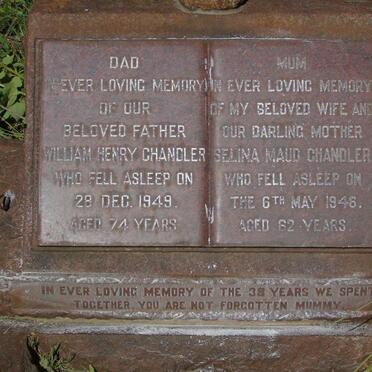 DAD
IN EVER LOVING MEMORY
OF OUR
BELOVED FATHER
WILLIAM HENRY CHANDLER
WHO FELL ASLEEP ON
28 DEC. 1949.
AGED 74 YEARS
MUM
IN EVER LOVING MEMORY
OF MY BELOVED WIFE AND
OUR DARLING MOTHER
SELINA MAUD CHANDLER
WHO FELL ASLEEP ON
THE 6TH MAY 1946.
AGED 62 YEARS.
IN EVER LOVING MEMORY OF THE 38 YEARS WE SPENT
TOGETHER YOU ARE NOT FORGOTTEN MUMMY.